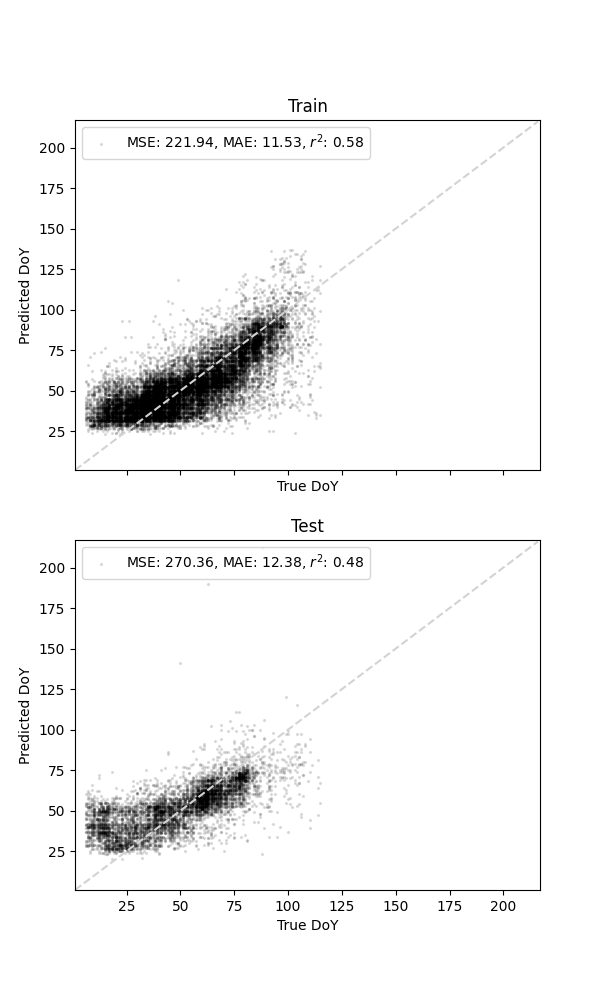 Train
MSE: 221.94, MAE: 11.53, r²: 0.58
200
175
150
125
100
75
50
25
Predicted DoY
True DoY
Test
MSE: 270.36, MAE: 12.38, r²: 0.48
200
175
150
125
100
75
50
25
Predicted DoY
25 50 75 100 125 150 175 200
True DoY